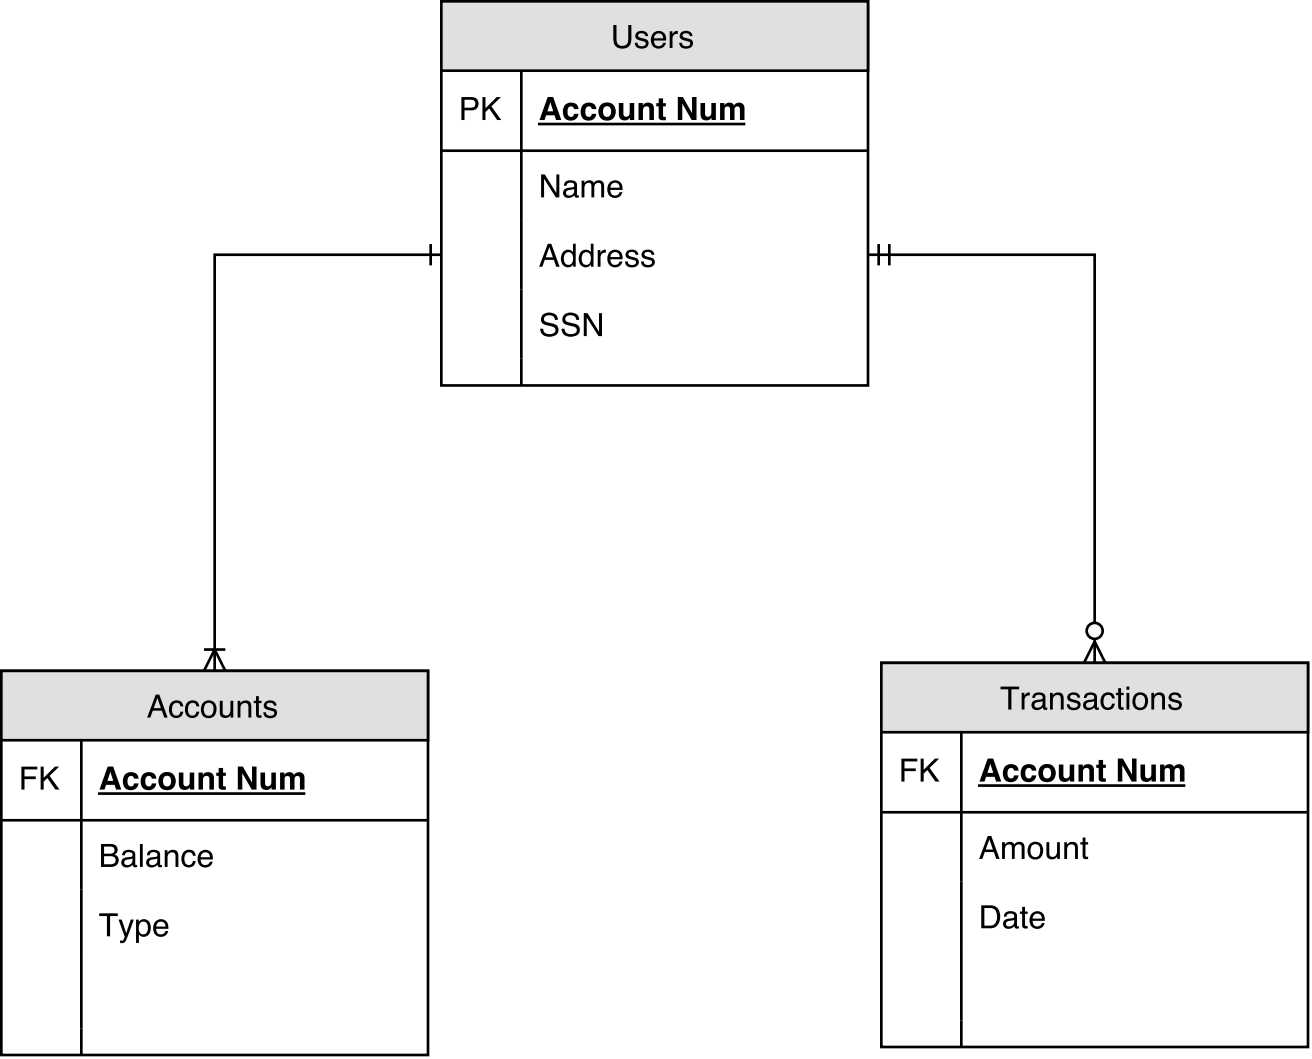 Users
PK Account Num
Name
Address
SSN
Accounts
FK Account Num
Balance
Type
Transactions
FK Account Num
Amount
Date